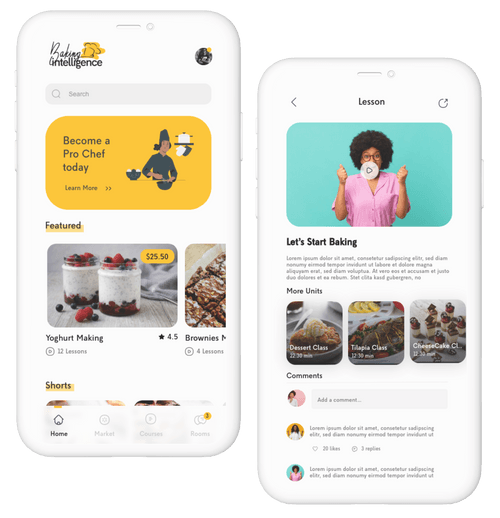 Baking
intelligence
Search
Become a
Pro Chef
today
Learn More
Featured
$25.50
Yoghurt Making
4.5
12 Lessons
Brownies M
4 Lessons
Shorts
Home
Market
Courses
Rooms
Lesson
Let's Start Baking
Lorem ipsum dolor sit amet, consetetur sadipscing elitr, sed diam
nonumy eirmod tempor invidunt ut labore et dolore magna
aliquyam erat, sed diam voluptua. At vero eos et accusam et justo
duo dolores et ea rebum. Stet clita kasd gubergren, no
More Units
Dessert Class
12:30 min
Tilapia Class
12:30 min
CheeseCake Cl...
12:30 min
Comments
Add a comment...
Lorem ipsum dolor sit amet, consetetur sadipscing
elitr, sed diam nonumy eirmod tempor invidunt ut
20 likes
3 replies
Lorem ipsum dolor sit amet, consetetur sadipscing
elitr, sed diam nonumy eirmod tempor invidunt ut